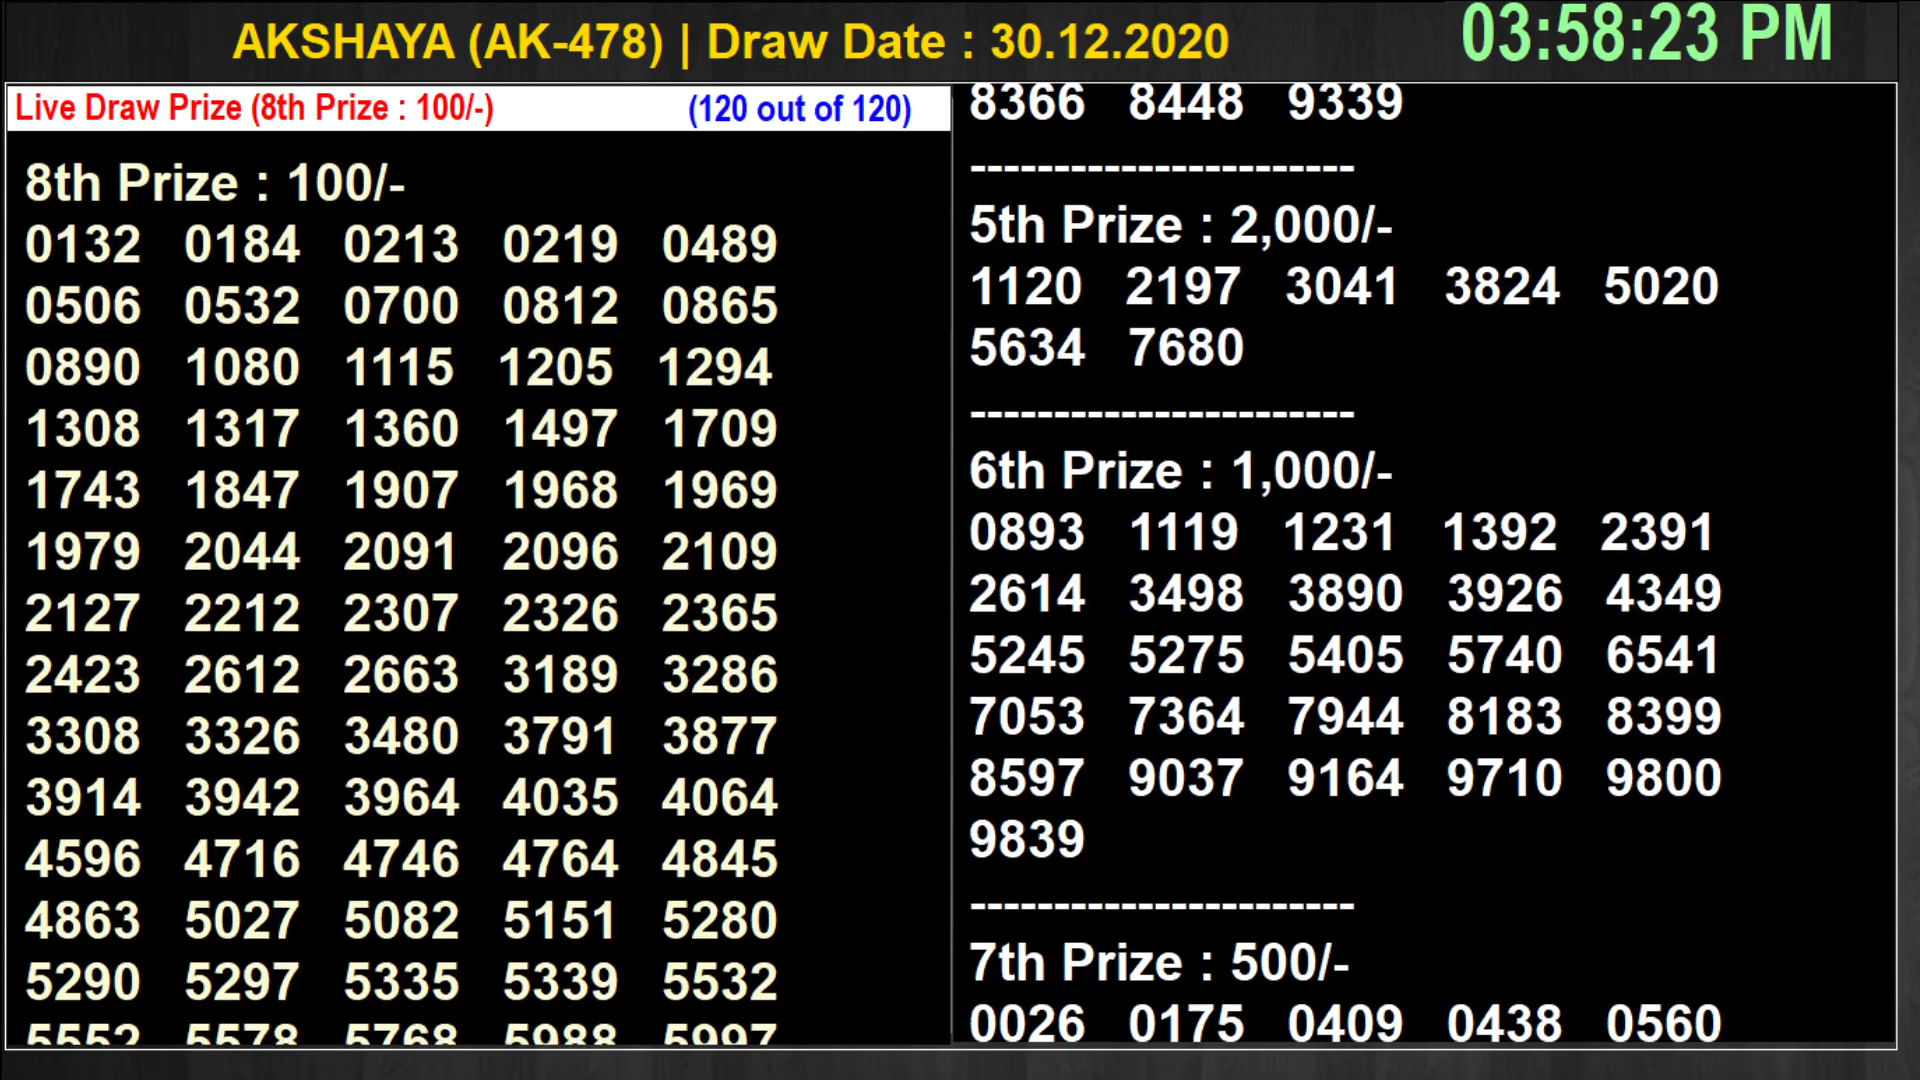 AKSHAYA (AK-478) | Draw Date : 30.12.2020
03:58:23 PM
Live Draw Prize (8th Prize : 100/-)
(120 out of 120)
8th Prize : 100/-
0132 0184 0213 0219 0489
0506 0532 0700 0812 0865
0890 1080 1115 1205 1294
1308 1317 1360 1497 1709
1743 1847 1907 1968 1969
1979 2044 2091 2096 2109
2127 2212 2307 2326 2365
2423 2612 2663 3189 3286
3308 3326 3480 3791 3877
3914 3942 3964 4035 4064
4596 4716 4746 4764 4845
4863 5027 5082 5151 5280
5290 5297 5335 5339 5532
5552 5578 5768 5988 5997
8366 8448 9339
-----------------------
5th Prize : 2,000/-
1120 2197 3041 3824 5020
5634 7680
-----------------------
6th Prize : 1,000/-
0893 1119 1231 1392 2391
2614 3498 3890 3926 4349
5245 5275 5405 5740 6541
7053 7364 7944 8183 8399
8597 9037 9164 9710 9800
9839
-----------------------
7th Prize : 500/-
0026 0175 0409 0438 0560